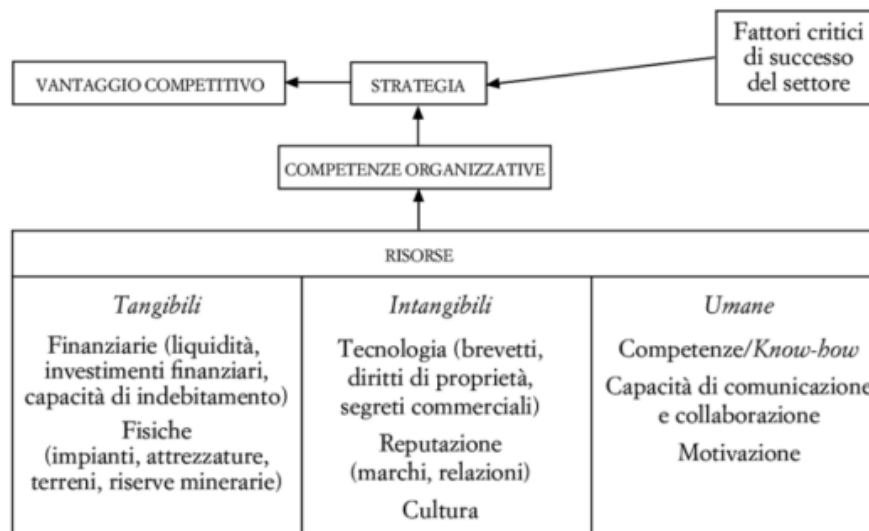 Fattori critici
di successo
del settore
VANTAGGIO COMPETITIVO
STRATEGIA
COMPETENZE ORGANIZZATIVE
RISORSE
Tangibili
Finanziarie (liquidità,
investimenti finanziari,
capacità di indebitamento)
Fisiche
(impianti, attrezzature,
terreni, riserve minerarie)
Intangibili
Tecnologia (brevetti,
diritti di proprietà,
segreti commerciali)
Reputazione
(marchi, relazioni)
Cultura
Umane
Competenze/Know-how
Capacità di comunicazione
e collaborazione
Motivazione